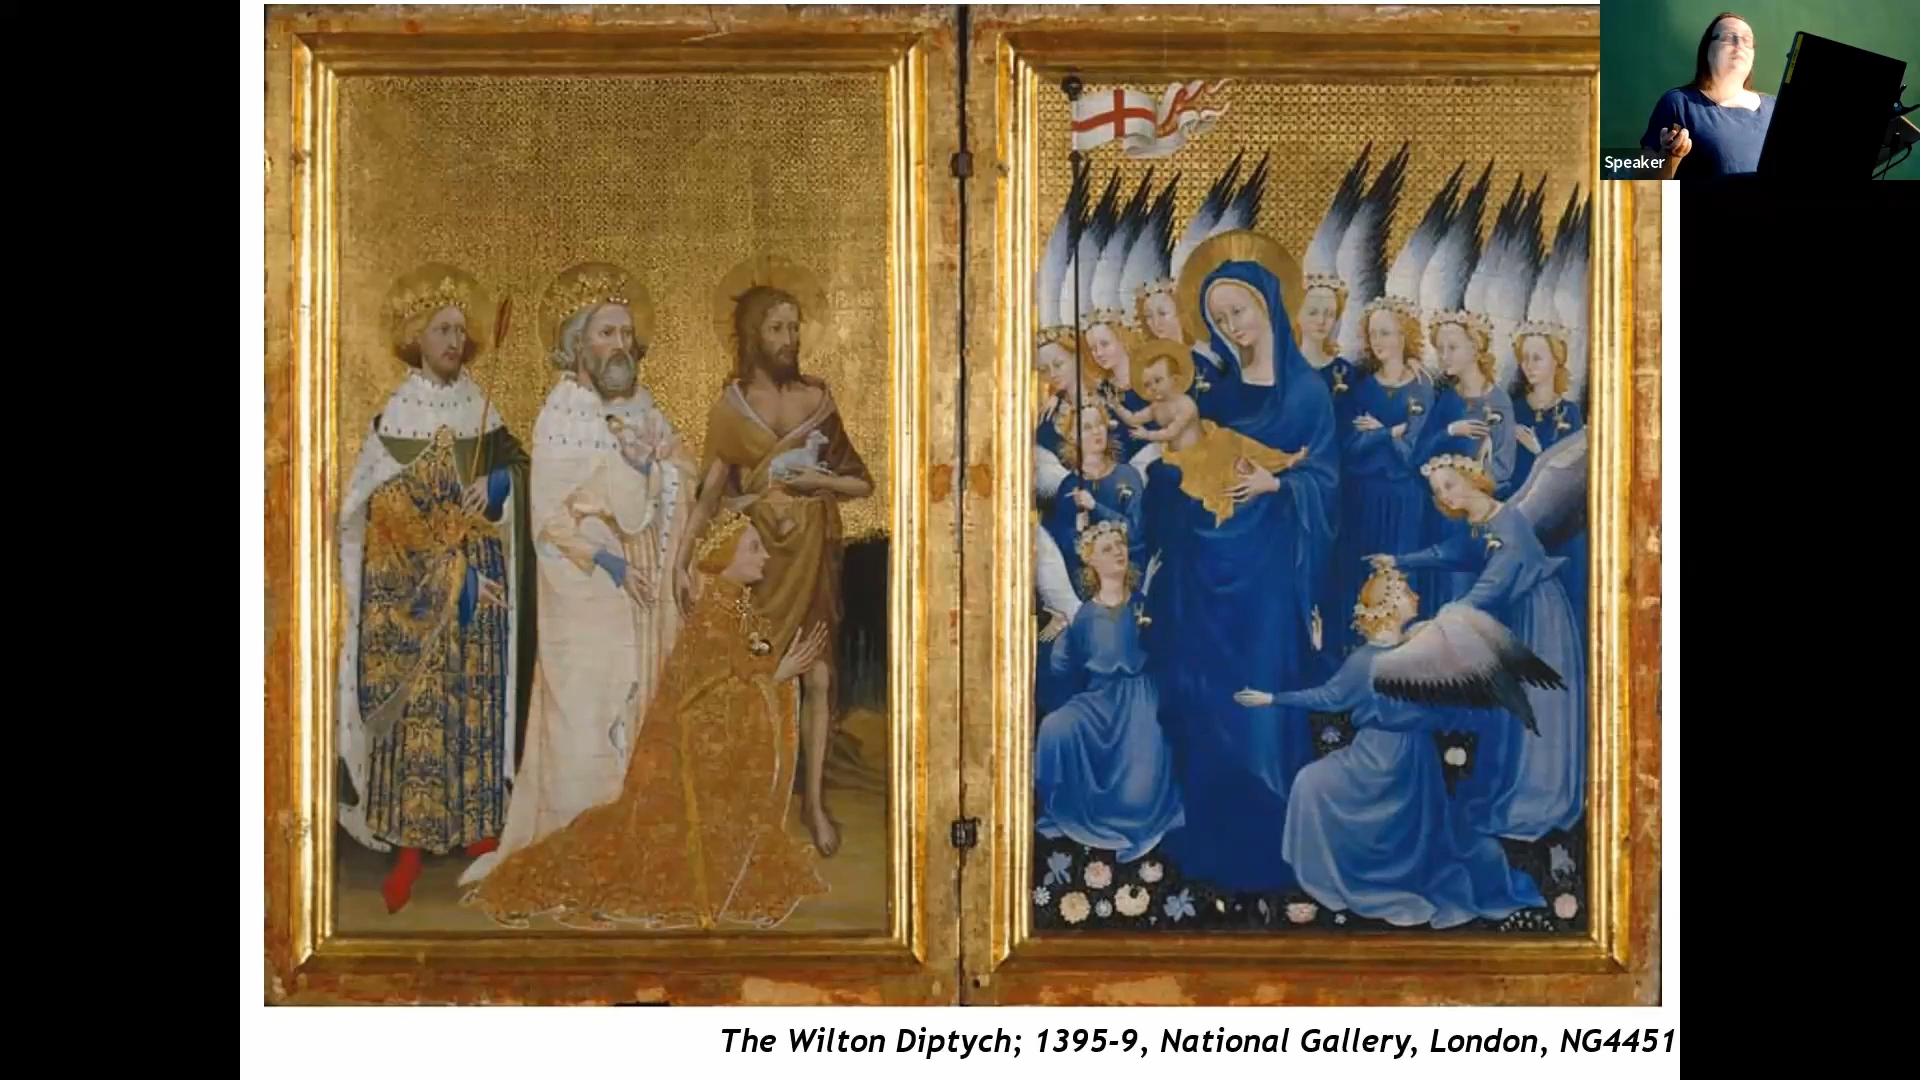 Speaker
The Wilton Diptych; 1395-9, National Gallery, London, NG4451